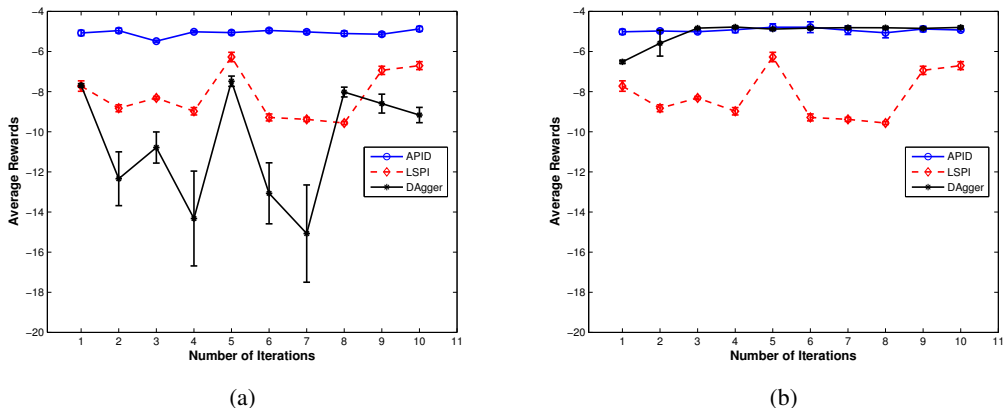 −4
−6
−8
−10
−12
−14
−16
−18
−20
Average Rewards
APID
LSPI
DAgger
1 2 3 4 5 6 7 8 9 10 11
Number of Iterations
(a)
−4
−6
−8
−10
−12
−14
−16
−18
−20
Average Rewards
APID
LSPI
DAgger
1 2 3 4 5 6 7 8 9 10 11
Number of Iterations
(b)